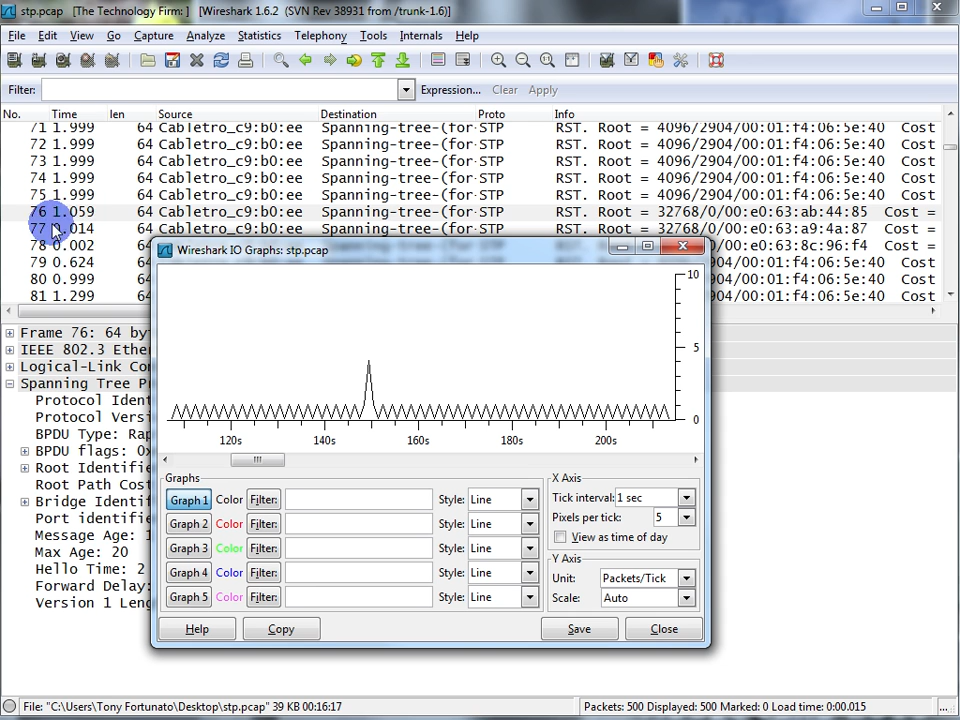 stp.pcap   [The Technology Firm: ]   [Wireshark 1.6.2  (SVN Rev 38931 from /trunk-1.6)]
File Edit View Go Capture Analyze Statistics Telephony Tools Internals Help
Filter: Expression... Clear Apply
No. Time len Source Destination Proto Info
71 1.999 64 Cabletro_c9:b0:ee Spanning-tree-(for- STP RST. Root = 4096/2904/00:01:f4:06:5e:40 Cost
72 1.999 64 Cabletro_c9:b0:ee Spanning-tree-(for- STP RST. Root = 4096/2904/00:01:f4:06:5e:40 Cost
73 1.999 64 Cabletro_c9:b0:ee Spanning-tree-(for- STP RST. Root = 4096/2904/00:01:f4:06:5e:40 Cost
74 1.999 64 Cabletro_c9:b0:ee Spanning-tree-(for- STP RST. Root = 4096/2904/00:01:f4:06:5e:40 Cost
75 1.999 64 Cabletro_c9:b0:ee Spanning-tree-(for- STP RST. Root = 4096/2904/00:01:f4:06:5e:40 Cost
76 1.059 64 Cabletro_c9:b0:ee Spanning-tree-(for- STP RST. Root = 32768/0/00:e0:63:ab:44:85 Cost =
77 0.014 64 Cabletro_c9:b0:ee Spanning-tree-(for- STP RST. Root = 32768/0/00:e0:63:a9:4a:87 Cost =
78 0.002 64 /0/00:e0:63:8c:96:f4 Cost =
79 0.624 64 904/00:01:f4:06:5e:40 Cost
80 0.999 64 904/00:01:f4:06:5e:40 Cost
81 1.299 64 904/00:01:f4:06:5e:40 Cost
Wireshark IO Graphs: stp.pcap
10
5
0
120s 140s 160s 180s 200s
Frame 76: 64 by
IEEE 802.3 Ether
Logical-Link Con
Spanning Tree P
Protocol Ident
Protocol Vers
BPDU Type: Rap
BPDU flags: 0x
Root Identifi
Root Path Cos
Bridge Identif
Port identifi
Message Age: 1
Max Age: 20
Hello Time: 2
Forward Delay:
Version 1 Leng
Graphs
Graph 1 Color Filter: Style: Line
Graph 2 Color Filter: Style: Line
Graph 3 Color Filter: Style: Line
Graph 4 Color Filter: Style: Line
Graph 5 Color Filter: Style: Line
X Axis
Tick interval: 1 sec
Pixels per tick: 5
View as time of day
Y Axis
Unit: Packets/Tick
Scale: Auto
Help Copy Save Close
File: "C:\Users\Tony Fortunato\Desktop\stp.pcap" 39 KB 00:16:17
Packets: 500 Displayed: 500 Marked: 0 Load time: 0:00.015